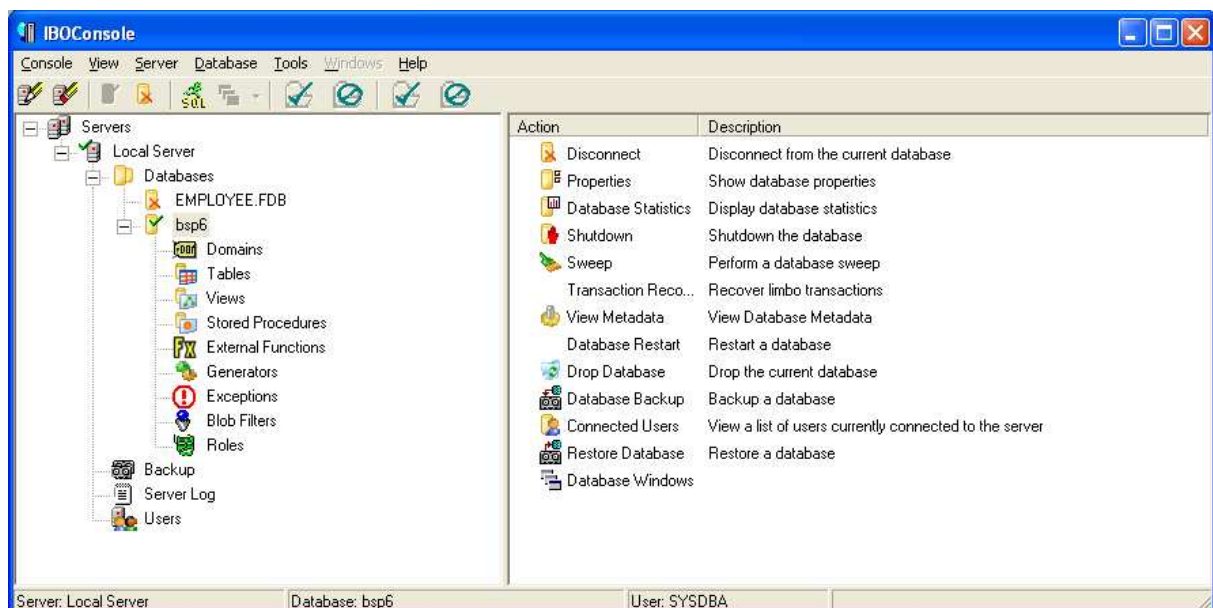 IBOConsole
Console View Server Database Tools Windows Help
SQL
Servers
Local Server
Databases
EMPLOYEE.FDB
bsp6
Domains
Tables
Views
Stored Procedures
External Functions
Generators
Exceptions
Blob Filters
Roles
Backup
Server Log
Users
Action Description
Disconnect Disconnect from the current database
Properties Show database properties
Database Statistics Display database statistics
Shutdown Shutdown the database
Sweep Perform a database sweep
Transaction Reco... Recover limbo transactions
View Metadata View Database Metadata
Database Restart Restart a database
Drop Database Drop the current database
Database Backup Backup a database
Connected Users View a list of users currently connected to the server
Restore Database Restore a database
Database Windows
Server: Local Server Database: bsp6 User: SYSDBA